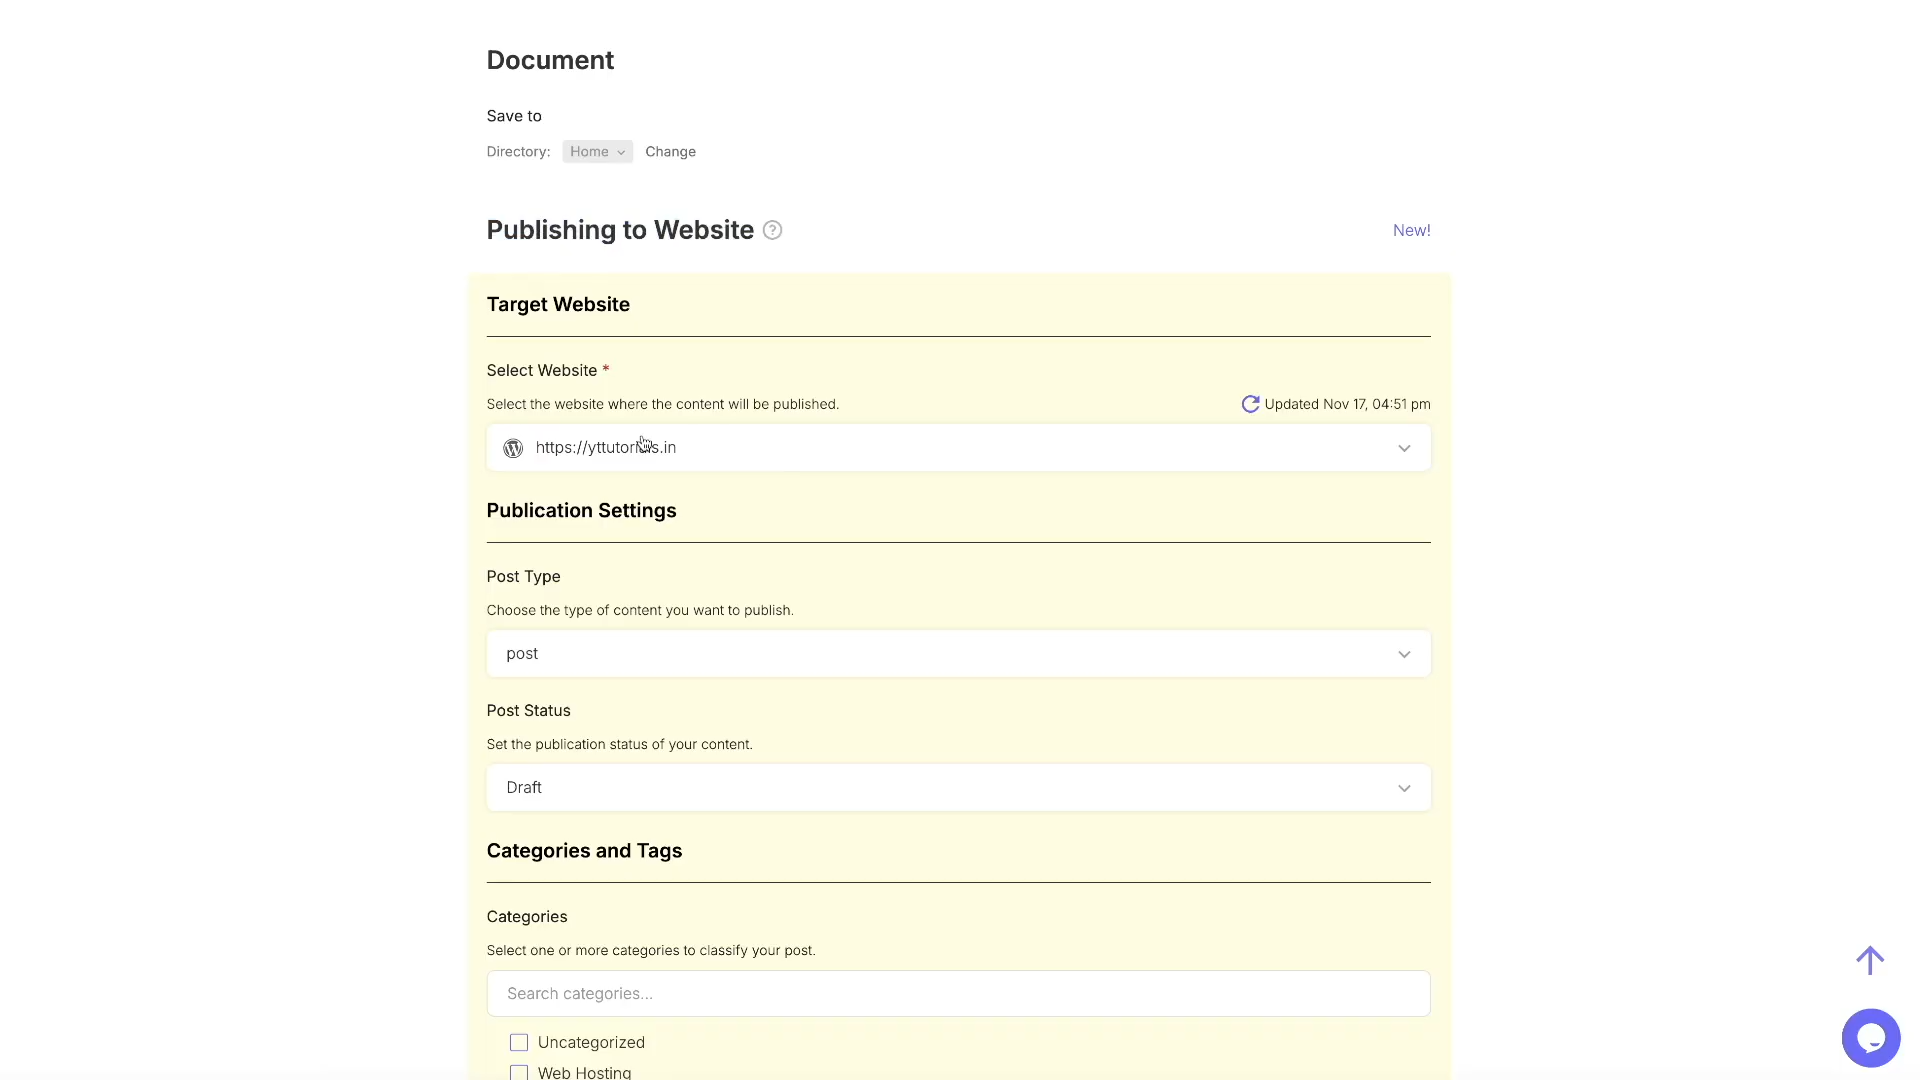 Document
Save to
Directory: Home Change
Publishing to Website ? New!
Target Website
Select Website *
Select the website where the content will be published. Updated Nov 17, 04:51 pm
Publication Settings
Post Type
Choose the type of content you want to publish.
post
Post Status
Set the publication status of your content.
Draft
Categories and Tags
Categories
Select one or more categories to classify your post.
Search categories...
Uncategorized
Web Hosting